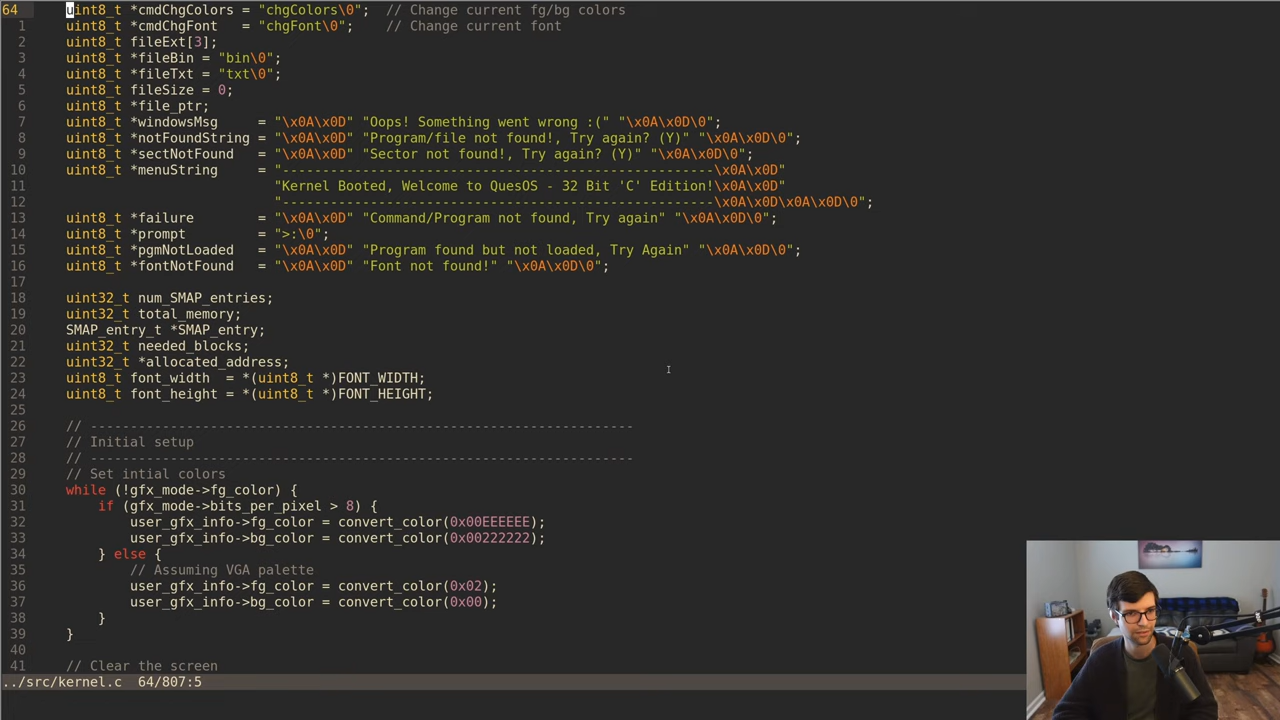 64 uint8_t *cmdChgColors = "chgColors\0";  // Change current fg/bg colors
1 uint8_t *cmdChgFont   = "chgFont\0";    // Change current font
2 uint8_t fileExt[3];
3 uint8_t *fileBin = "bin\0";
4 uint8_t *fileTxt = "txt\0";
5 uint8_t fileSize = 0;
6 uint8_t *file_ptr;
7 uint8_t *windowsMsg     = "\x0A\x0D" "Oops! Something went wrong :(" "\x0A\x0D\0";
8 uint8_t *notFoundString = "\x0A\x0D" "Program/file not found!, Try again? (Y)" "\x0A\x0D\0";
9 uint8_t *sectNotFound   = "\x0A\x0D" "Sector not found!, Try again? (Y)" "\x0A\x0D\0";
10 uint8_t *menuString     = "------------------------------------------------------\x0A\x0D"
11 "Kernel Booted, Welcome to QuesOS - 32 Bit 'C' Edition!\x0A\x0D"
12 "------------------------------------------------------\x0A\x0D\x0A\x0D\0";
13 uint8_t *failure        = "\x0A\x0D" "Command/Program not found, Try again" "\x0A\x0D\0";
14 uint8_t *prompt         = ">:\0";
15 uint8_t *pgmNotLoaded   = "\x0A\x0D" "Program found but not loaded, Try Again" "\x0A\x0D\0";
16 uint8_t *fontNotFound   = "\x0A\x0D" "Font not found!" "\x0A\x0D\0";
17
18 uint32_t num_SMAP_entries;
19 uint32_t total_memory;
20 SMAP_entry_t *SMAP_entry;
21 uint32_t needed_blocks;
22 uint32_t *allocated_address;
23 uint8_t font_width  = *(uint8_t *)FONT_WIDTH;
24 uint8_t font_height = *(uint8_t *)FONT_HEIGHT;
25
26 // --------------------------------------------------------------------
27 // Initial setup
28 // --------------------------------------------------------------------
29 // Set intial colors
30 while (!gfx_mode->fg_color) {
31 if (gfx_mode->bits_per_pixel > 8) {
32 user_gfx_info->fg_color = convert_color(0x00EEEEEE);
33 user_gfx_info->bg_color = convert_color(0x00222222);
34 } else {
35 // Assuming VGA palette
36 user_gfx_info->fg_color = convert_color(0x02);
37 user_gfx_info->bg_color = convert_color(0x00);
38 }
39 }
40
41 // Clear the screen
../src/kernel.c  64/807:5